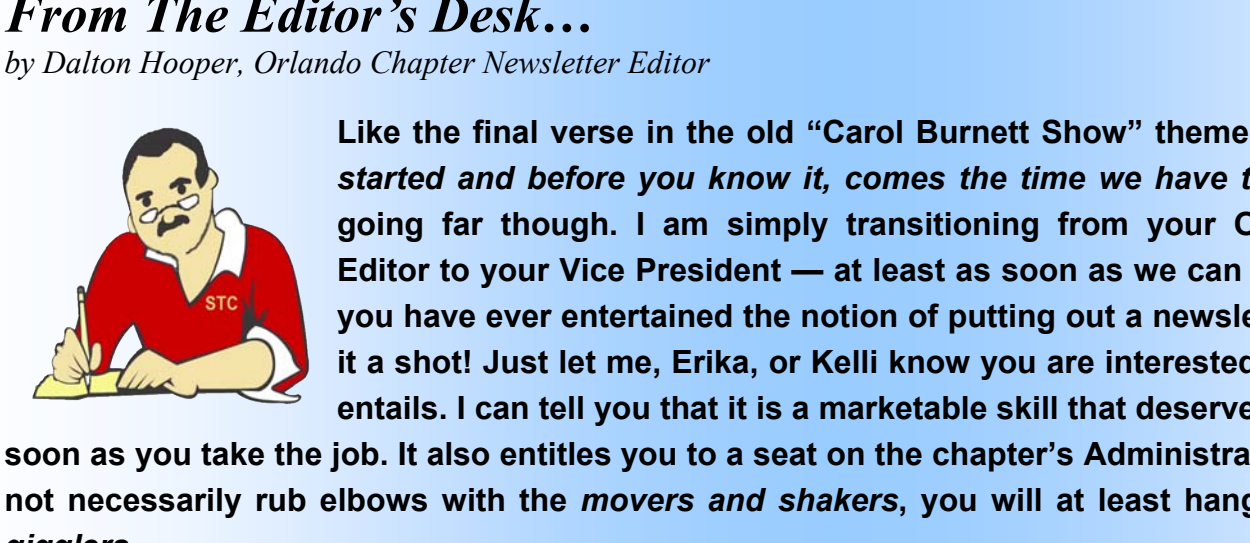 From The Editor's Desk…
by Dalton Hooper, Orlando Chapter Newsletter Editor
Like the final verse in the old “Carol Burnett Show” theme
started and before you know it, comes the time we have
going far though. I am simply transitioning from your
Editor to your Vice President — at least as soon as we can
you have ever entertained the notion of putting out a
it a shot! Just let me, Erika, or Kelli know you are interested
entails. I can tell you that it is a marketable skill that
soon as you take the job. It also entitles you to a seat on the chapter’s
not necessarily rub elbows with the movers and shakers, you will at least hang
STC